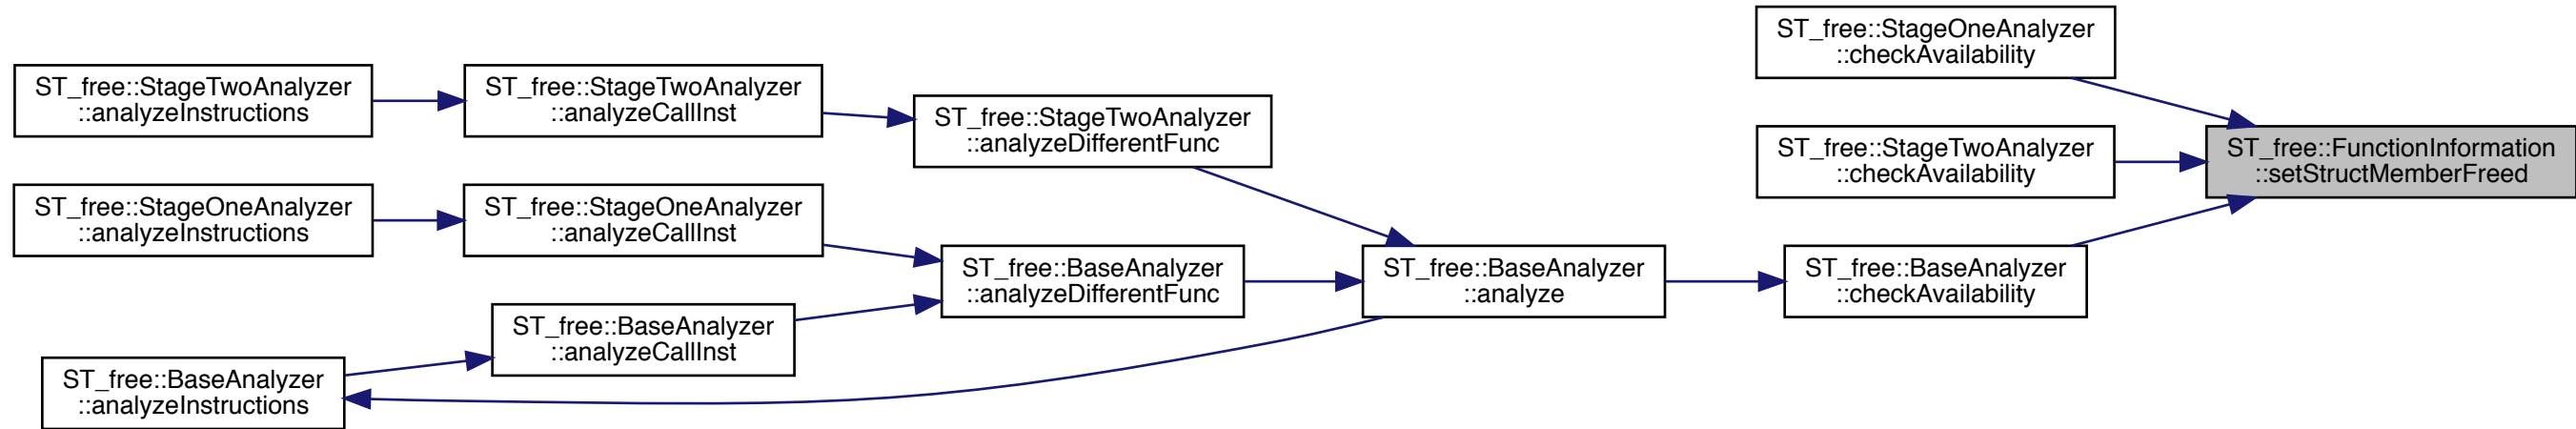 ST_free::StageOneAnalyzer
::checkAvailability
ST_free::StageTwoAnalyzer
::analyzeInstructions
ST_free::StageTwoAnalyzer
::analyzeCallInst
ST_free::StageTwoAnalyzer
::analyzeDifferentFunc
ST_free::StageTwoAnalyzer
::checkAvailability
ST_free::FunctionInformation
::setStructMemberFreed
ST_free::StageOneAnalyzer
::analyzeInstructions
ST_free::StageOneAnalyzer
::analyzeCallInst
ST_free::BaseAnalyzer
::analyzeDifferentFunc
ST_free::BaseAnalyzer
::analyze
ST_free::BaseAnalyzer
::checkAvailability
ST_free::BaseAnalyzer
::analyzeCallInst
ST_free::BaseAnalyzer
::analyzeInstructions